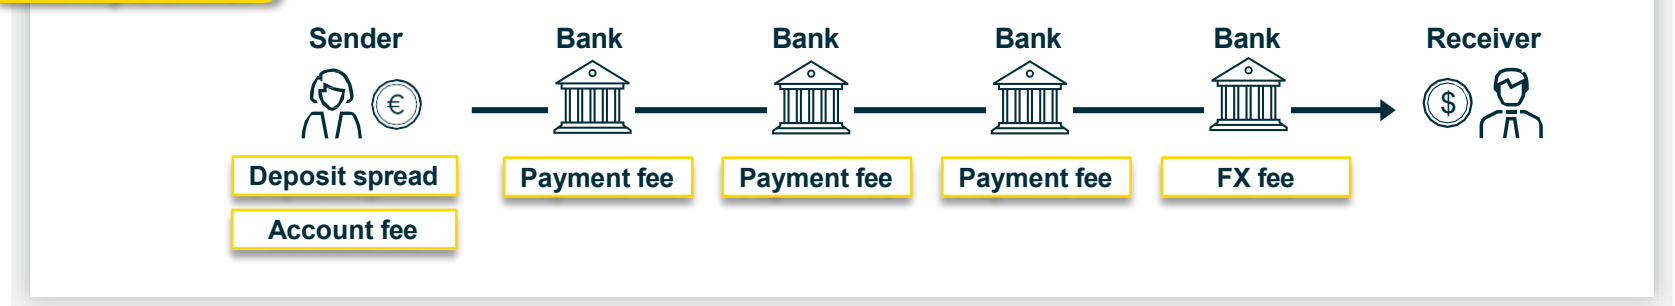 Sender Bank Bank Bank Bank Receiver
€ $
Deposit spread Payment fee Payment fee Payment fee FX fee
Account fee